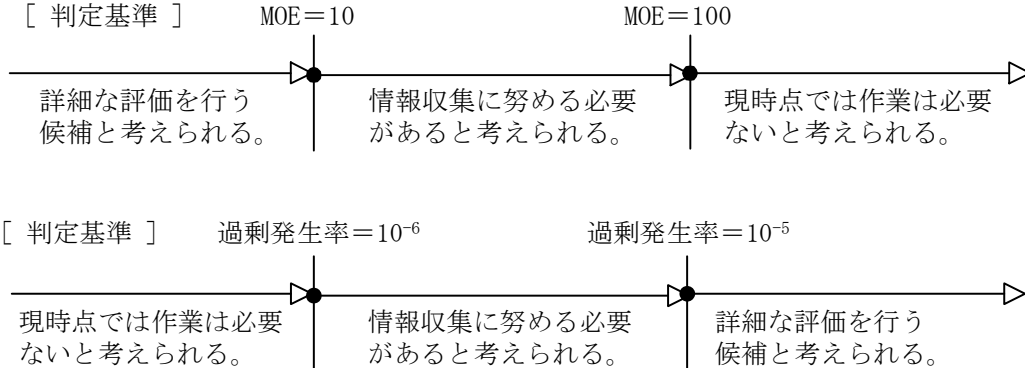 [ 判定基準 ] MOE=10 MOE=100
詳細な評価を行う 情報収集に努める必要 現時点では作業は必要
候補と考えられる。 があると考えられる。 ないと考えられる。
[ 判定基準 ] 過剰発生率=10⁻⁶ 過剰発生率=10⁻⁵
現時点では作業は必要 情報収集に努める必要 詳細な評価を行う
ないと考えられる。 があると考えられる。 候補と考えられる。